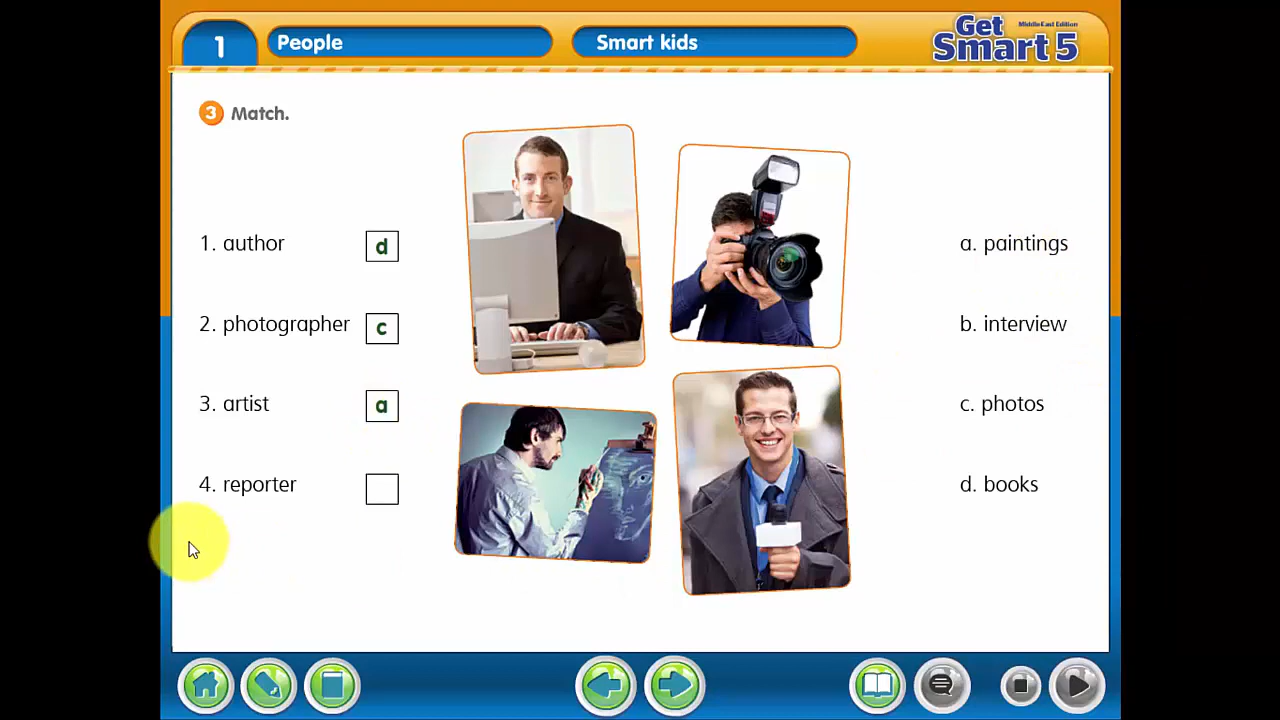 1
People
Smart kids
Get
Middle East Edition
Smart 5
3 Match.
1. author d
2. photographer c
3. artist a
4. reporter
a. paintings
b. interview
c. photos
d. books